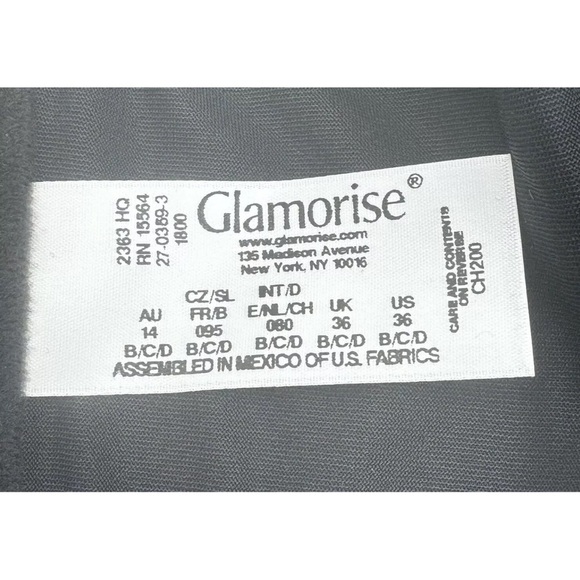 Glamorise®
www.glamorise.com
135 Madison Avenue
New York, NY 10016
CZ/SL INT/D
AU FR/B E/NL/CH UK US
14 095 080 36 36
B/C/D B/C/D B/C/D B/C/D B/C/D
ASSEMBLED IN MEXICO OF U.S. FABRICS
2363 HQ
RN 15564
27-0359-3
1800
CARE AND CONTENTS
ON REVERSE
CH200